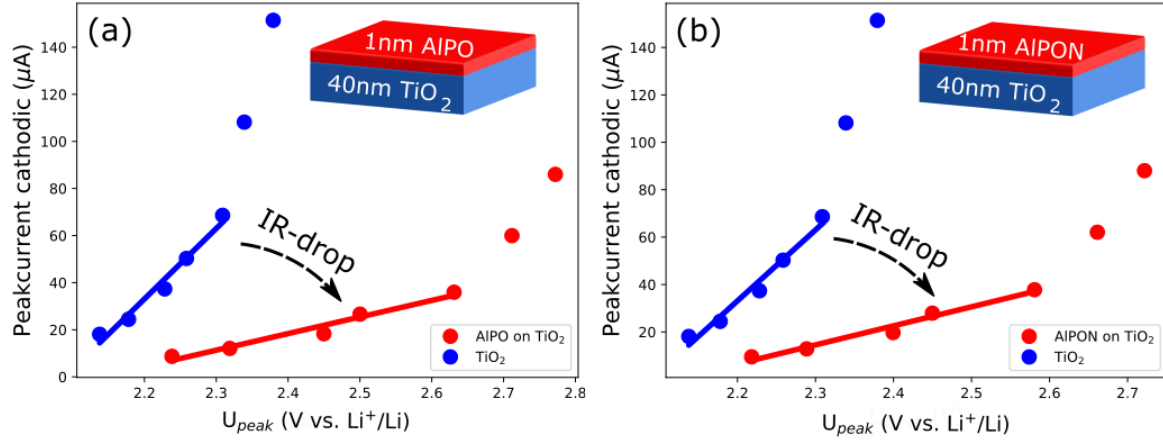 (a)
1nm AlPO
40nm TiO₂
IR-drop
AlPO on TiO₂
TiO₂
Peakcurrent cathodic (μA)
0
20
40
60
80
100
120
140
2.2
2.3
2.4
2.5
2.6
2.7
2.8
U_peak (V vs. Li⁺/Li)
(b)
1nm AlPON
40nm TiO₂
IR-drop
AlPON on TiO₂
TiO₂
Peakcurrent cathodic (μA)
20
40
60
80
100
120
140
2.2
2.3
2.4
2.5
2.6
2.7
U_peak (V vs. Li⁺/Li)